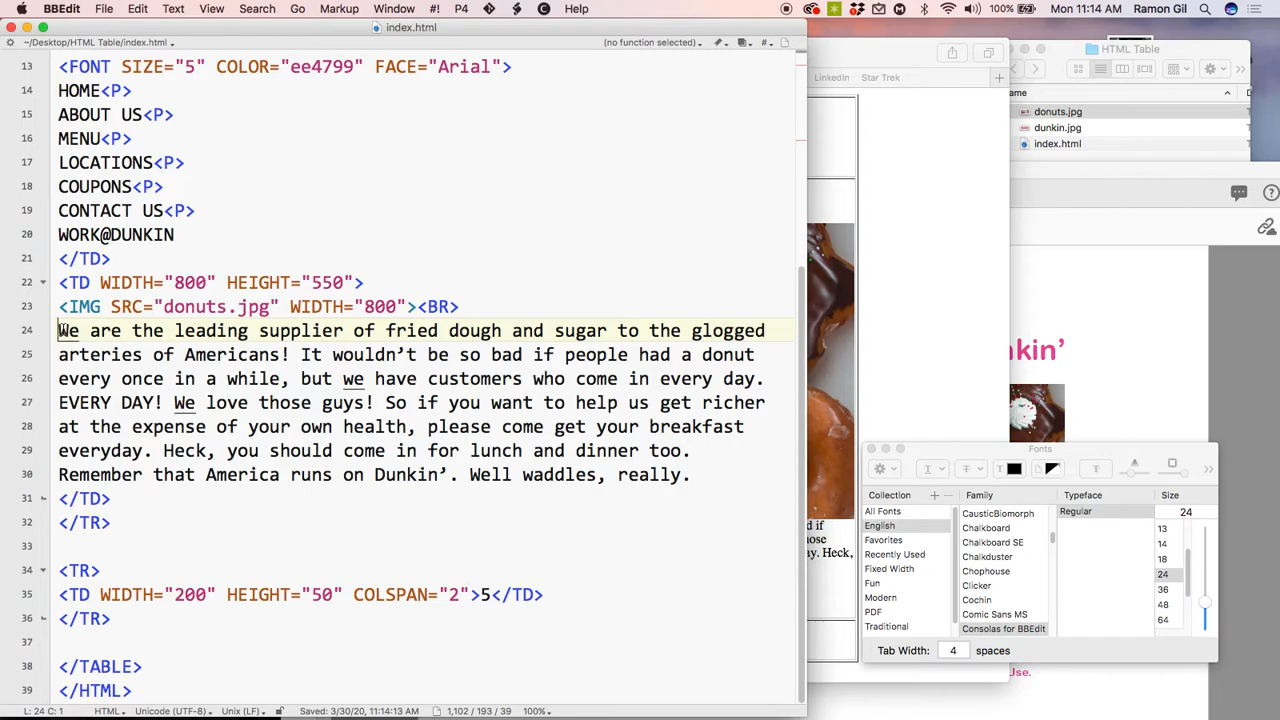 BBEdit File Edit Text View Search Go Markup Window #! P4 Help 100% Mon 11:14 AM Ramon Gil
index.html
~/Desktop/HTML Table/index.html (no function selected)
13 <FONT SIZE="5" COLOR="ee4799" FACE="Arial">
14 HOME<P>
15 ABOUT US<P>
16 MENU<P>
17 LOCATIONS<P>
18 COUPONS<P>
19 CONTACT US<P>
20 WORK@DUNKIN
21 </TD>
22 <TD WIDTH="800" HEIGHT="550">
23 <IMG SRC="donuts.jpg" WIDTH="800"><BR>
24 We are the leading supplier of fried dough and sugar to the glogged
25 arteries of Americans! It wouldn’t be so bad if people had a donut
26 every once in a while, but we have customers who come in every day.
27 EVERY DAY! We love those guys! So if you want to help us get richer
28 at the expense of your own health, please come get your breakfast
29 everyday. Heck, you should come in for lunch and dinner too.
30 Remember that America runs on Dunkin’. Well waddles, really.
31 </TD>
32 </TR>
33
34 <TR>
35 <TD WIDTH="200" HEIGHT="50" COLSPAN="2">5</TD>
36 </TR>
37
38 </TABLE>
39 </HTML>
L: 24 C: 1 HTML Unicode (UTF-8) Unix (LF) Saved: 3/30/20, 11:14:13 AM 1,102 / 193 / 39 100%
LinkedIn Star Trek
d if
ose
y. Heck,
HTML Table
ame
donuts.jpg
dunkin.jpg
index.html
kin’
Fonts
Collection Family Typeface Size
All Fonts
English
Favorites
Recently Used
Fixed Width
Fun
Modern
PDF
Traditional
CausticBiomorph
Chalkboard
Chalkboard SE
Chalkduster
Chophouse
Clicker
Cochin
Comic Sans MS
Consolas for BBEdit
Regular
24
13
14
18
24
36
48
64
Tab Width: 4 spaces
Use.